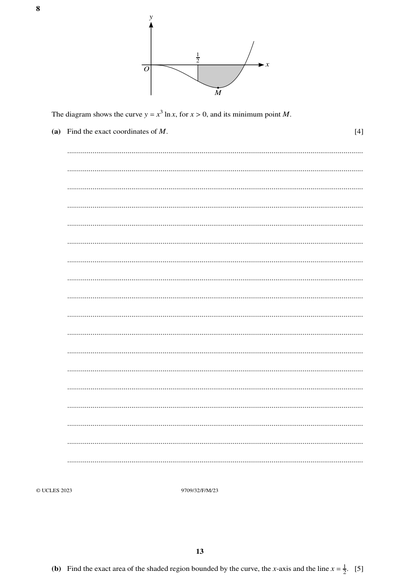 8
y
1/2
O
x
M
The diagram shows the curve y = x³ ln x, for x > 0, and its minimum point M.
(a) Find the exact coordinates of M. [4]
© UCLES 2023 9709/32/F/M/23
13
(b) Find the exact area of the shaded region bounded by the curve, the x-axis and the line x = 1/2. [5]